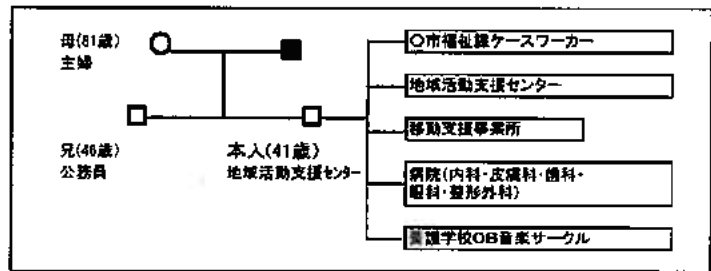 母(81歳)
主婦
兄(46歳)
公務員
本人(41歳)
地域活動支援センター
〇市福祉課ケースワーカー
地域活動支援センター
移動支援事業所
病院(内科・皮膚科・歯科・
眼科・整形外科)
養護学校OB音楽サークル